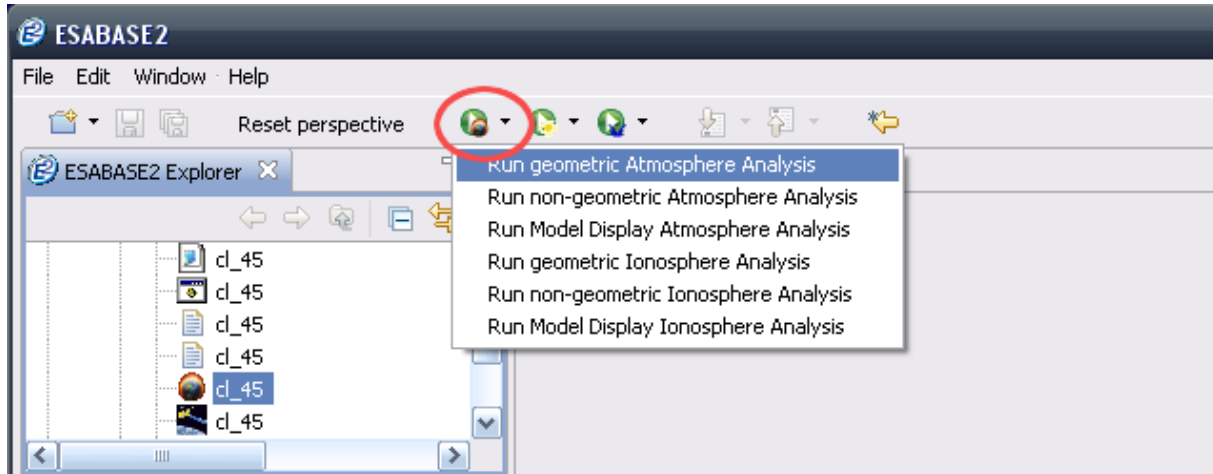 ESABASE2
File Edit Window Help
Reset perspective
ESABASE2 Explorer
Run geometric Atmosphere Analysis
Run non-geometric Atmosphere Analysis
Run Model Display Atmosphere Analysis
Run geometric Ionosphere Analysis
Run non-geometric Ionosphere Analysis
Run Model Display Ionosphere Analysis
cl_45
cl_45
cl_45
cl_45
cl_45
cl_45